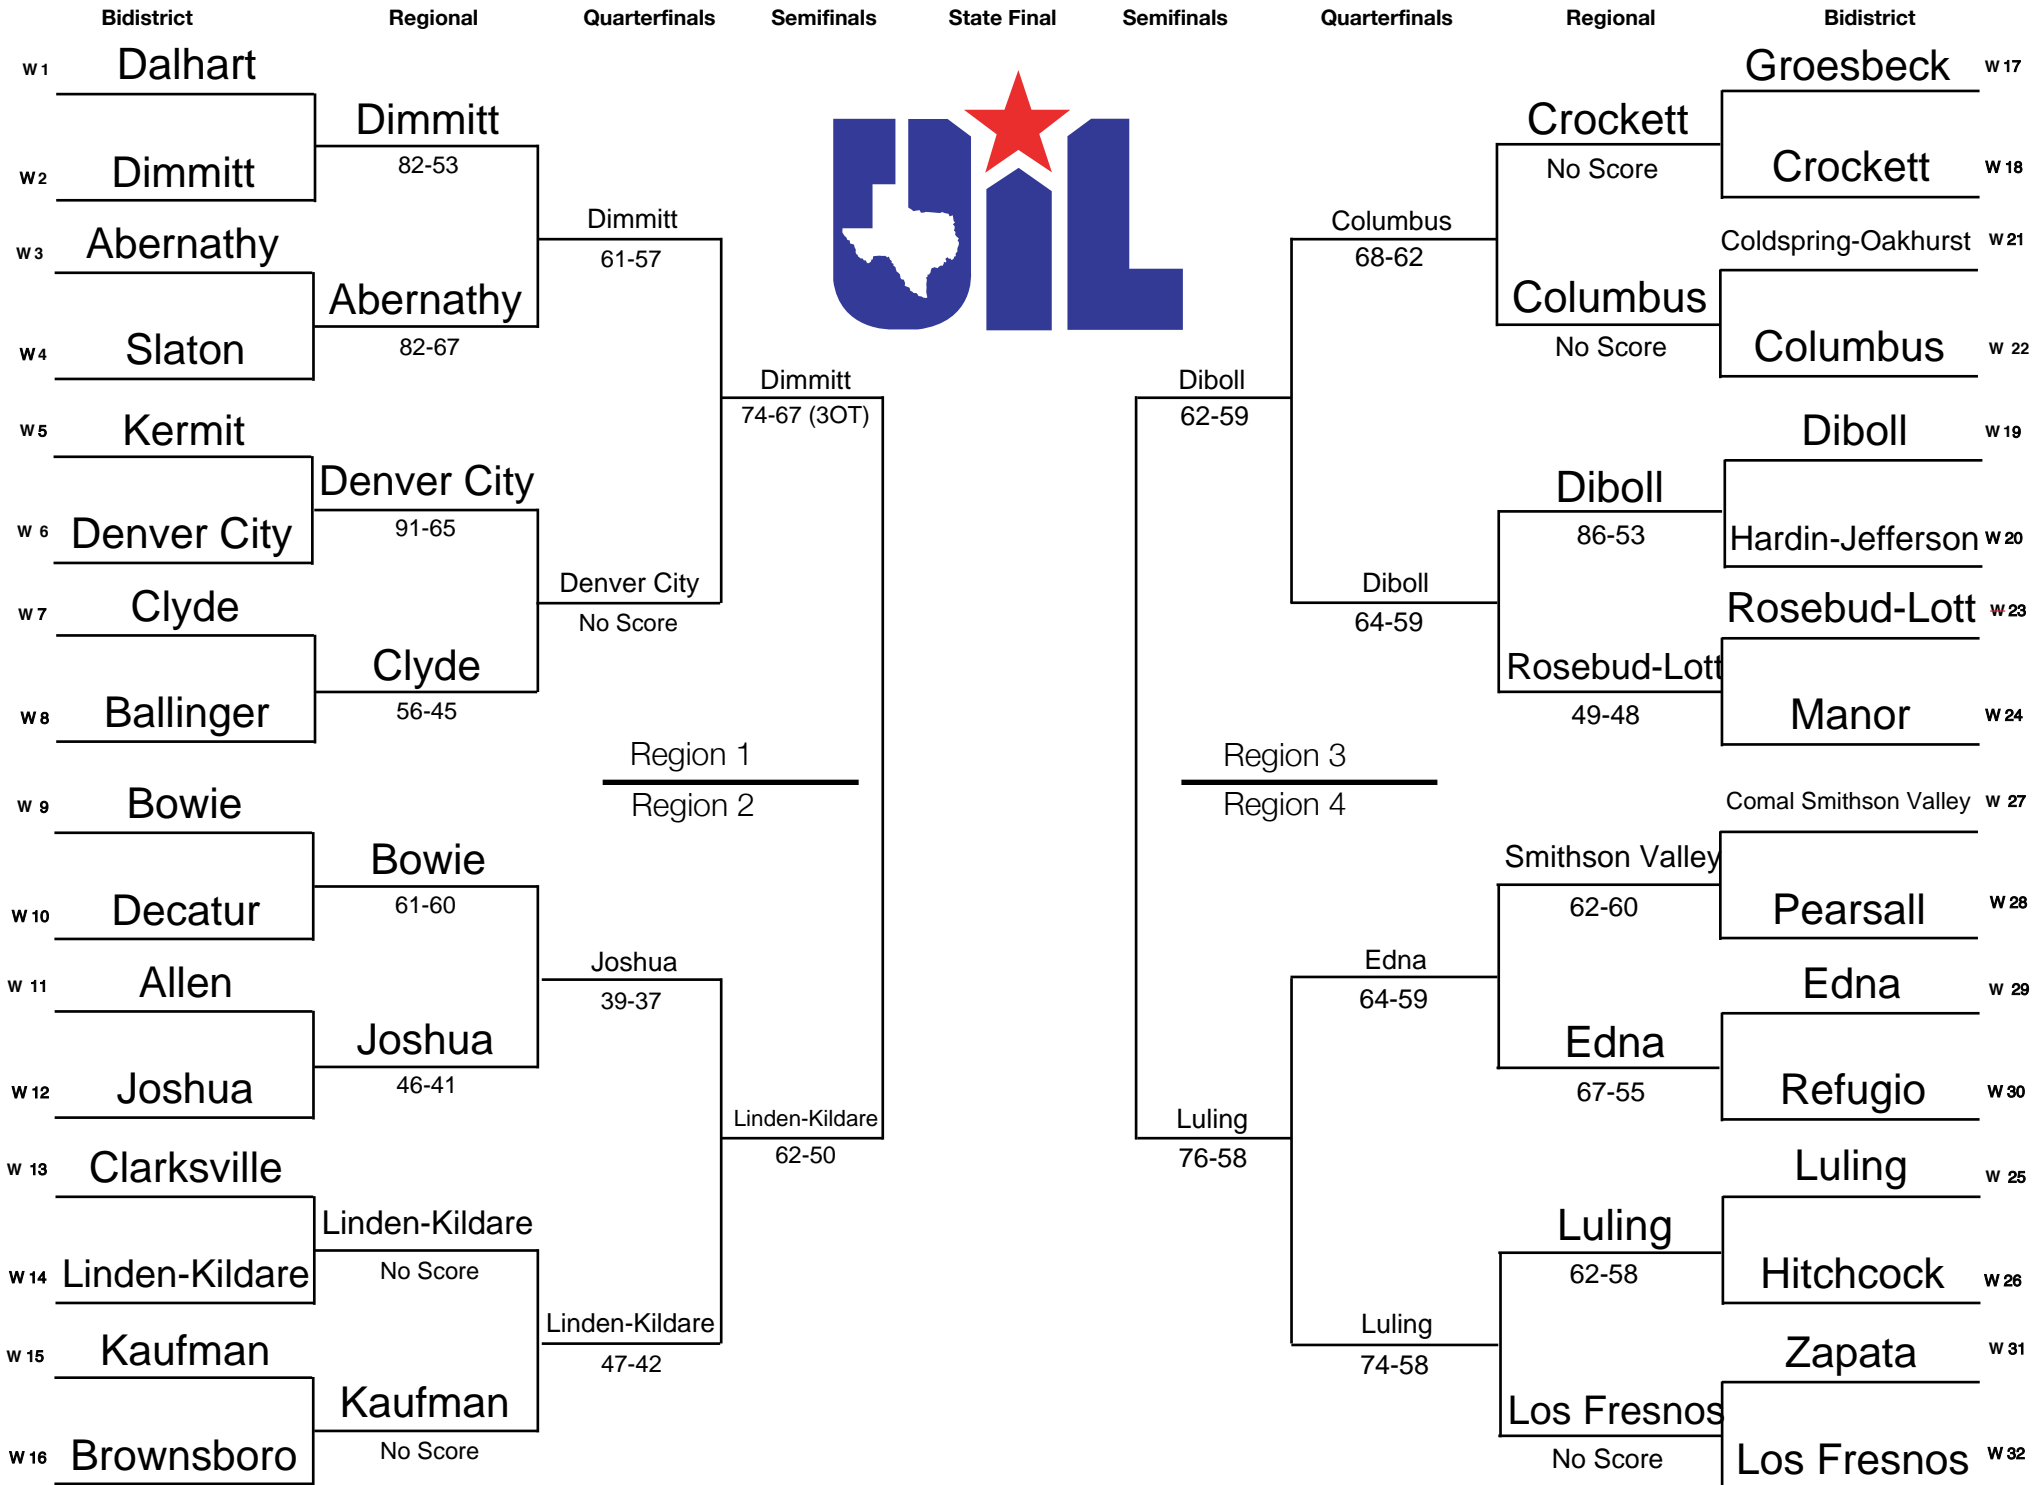 Bidistrict Regional Quarterfinals Semifinals State Final Semifinals Quarterfinals Regional Bidistrict
W 1 Dalhart
Dimmitt
82-53
W 2 Dimmitt
Dimmitt
61-57
W 3 Abernathy
Abernathy
82-67
W 4 Slaton
Dimmitt
74-67 (3OT)
W 5 Kermit
Denver City
91-65
W 6 Denver City
Denver City
No Score
W 7 Clyde
Clyde
56-45
W 8 Ballinger
Region 1
Region 2
W 9 Bowie
Bowie
61-60
W 10 Decatur
Joshua
39-37
W 11 Allen
Joshua
46-41
W 12 Joshua
Linden-Kildare
62-50
W 13 Clarksville
Linden-Kildare
No Score
W 14 Linden-Kildare
Linden-Kildare
47-42
W 15 Kaufman
Kaufman
No Score
W 16 Brownsboro
UIL
Groesbeck W 17
Crockett
No Score
Crockett W 18
Columbus
68-62
Coldspring-Oakhurst W 21
Columbus
No Score
Columbus W 22
Diboll
62-59
Diboll W 19
Diboll
86-53
Hardin-Jefferson W 20
Diboll
64-59
Rosebud-Lott W 23
Rosebud-Lott
49-48
Manor W 24
Region 3
Region 4
Comal Smithson Valley W 27
Smithson Valley
62-60
Pearsall W 28
Edna
64-59
Edna W 29
Edna
67-55
Refugio W 30
Luling
76-58
Luling W 25
Luling
62-58
Hitchcock W 26
Luling
74-58
Zapata W 31
Los Fresnos
No Score
Los Fresnos W 32